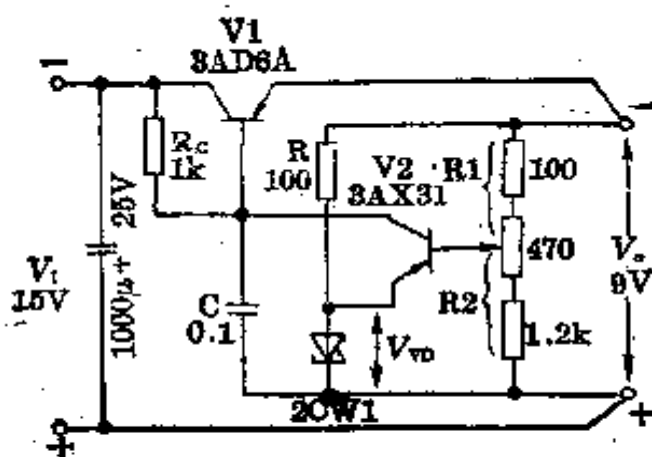 V1
3AD6A
−
−
Rc
1k
R
100
V2
3AX31
R1
100
25V
1000μ +
Vi
15V
470
Vo
9V
C
0.1
R2
1.2k
VVD
2CW1
+
+